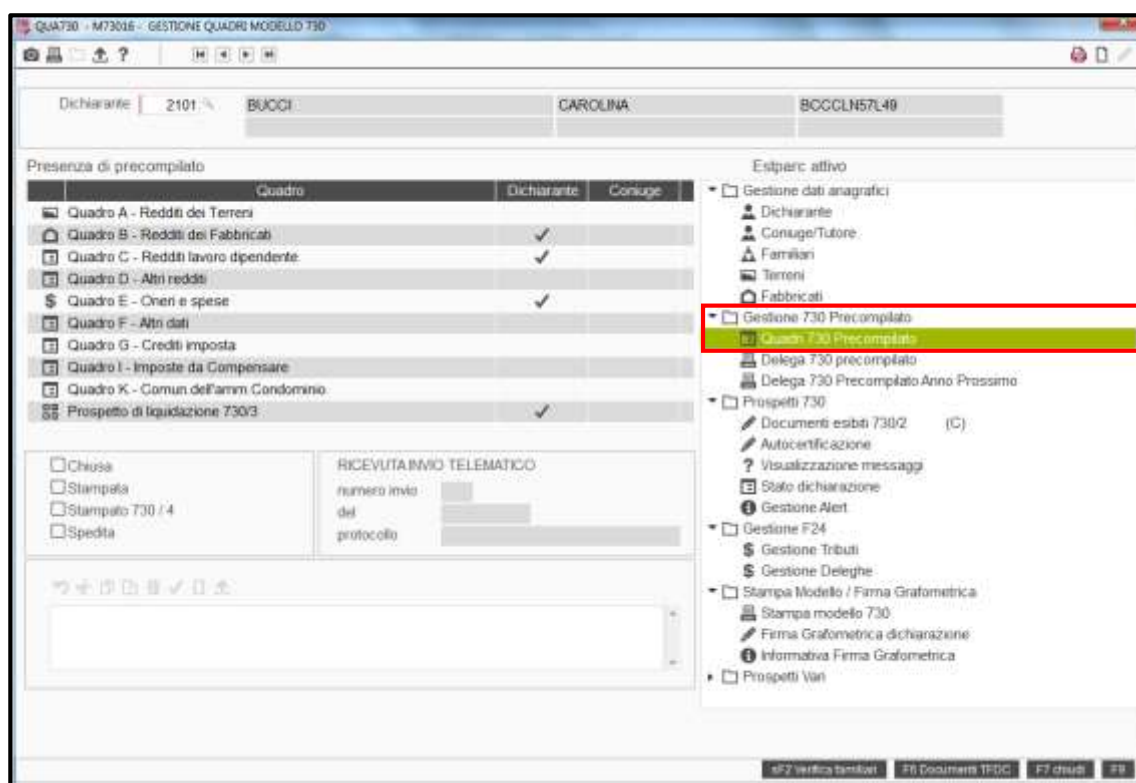 QUA730 - M73016 - GESTIONE QUADRI MODELLO 730
Dichiarante 2101 BUCCI CAROLINA BCCCLN57L49
Presenza di precompilato
Quadro Dichiarante Coniuge
Quadro A - Redditi dei Terreni
Quadro B - Redditi dei Fabbricati
Quadro C - Redditi lavoro dipendente
Quadro D - Altri redditi
Quadro E - Oneri e spese
Quadro F - Altri dati
Quadro G - Crediti imposta
Quadro I - Imposte da Compensare
Quadro K - Comun dell'amm Condominio
Prospetto di liquidazione 730/3
Chiusa
Stampata
Stampato 730 / 4
Spedita
RICEVUTA INVIO TELEMATICO
numero invio
del
protocollo
Estparc attivo
Gestione dati anagrafici
Dichiarante
Coniuge/Tutore
Familiari
Terreni
Fabbricati
Gestione 730 Precompilato
Quadri 730 Precompilato
Delega 730 precompilato
Delega 730 Precompilato Anno Prossimo
Prospetti 730
Documenti esibiti 730/2 (C)
Autocertificazione
Visualizzazione messaggi
Stato dichiarazione
Gestione Alert
Gestione F24
Gestione Tributi
Gestione Deleghe
Stampa Modello / Firma Grafometrica
Stampa modello 730
Firma Grafometrica dichiarazione
Informativa Firma Grafometrica
Prospetti Vari
sF2 Verifica familiari F6 Documenti TFDC F7 chiudi F9